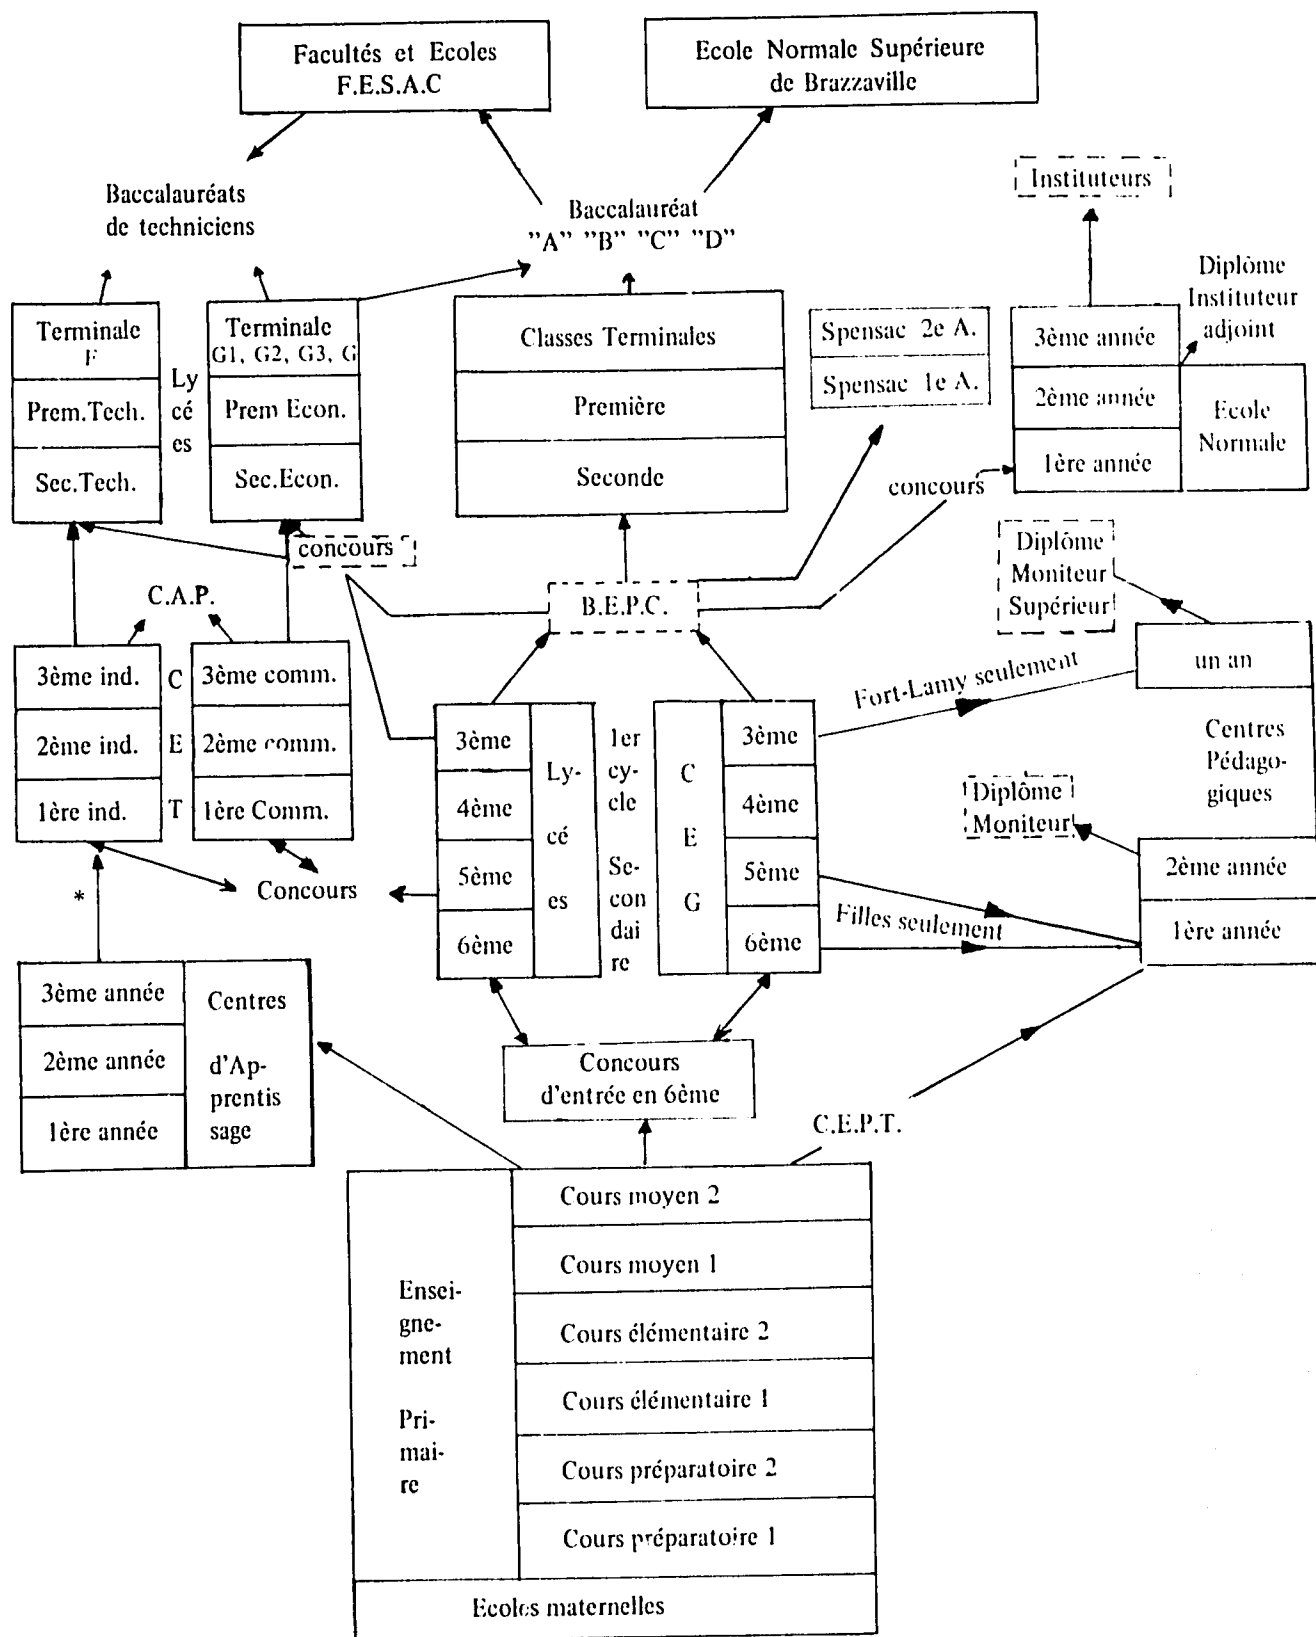 Facultés et Ecoles
F.E.S.A.C
Ecole Normale Supérieure
de Brazzaville
Instituteurs
Baccalauréats
de techniciens
Baccalauréat
"A" "B" "C" "D"
Diplôme
Instituteur
adjoint
Terminale
F
Prem.Tech.
Sec.Tech.
Ly
cé
es
Terminale
G1, G2, G3, G
Prem Econ.
Sec.Econ.
Classes Terminales
Première
Seconde
Spensac 2e A.
Spensac 1e A.
3ème année
2ème année
1ère année
Ecole
Normale
concours
concours
B.E.P.C.
Diplôme
Moniteur
Supérieur
C.A.P.
3ème ind.
2ème ind.
1ère ind.
C
E
T
3ème comm.
2ème comm.
1ère Comm.
Concours
*
3ème
4ème
5ème
6ème
Ly-
cé
es
1er
cy-
cle
Se-
con
dai
re
C
E
G
3ème
4ème
5ème
6ème
Fort-Lamy seulement
Filles seulement
un an
Centres
Pédago-
giques
Diplôme
Moniteur
2ème année
1ère année
3ème année
2ème année
1ère année
Centres
d'Ap-
prentis
sage
Concours
d'entrée en 6ème
C.E.P.T.
Ensei-
gne-
ment
Pri-
mai-
re
Cours moyen 2
Cours moyen 1
Cours élémentaire 2
Cours élémentaire 1
Cours préparatoire 2
Cours préparatoire 1
Ecoles maternelles